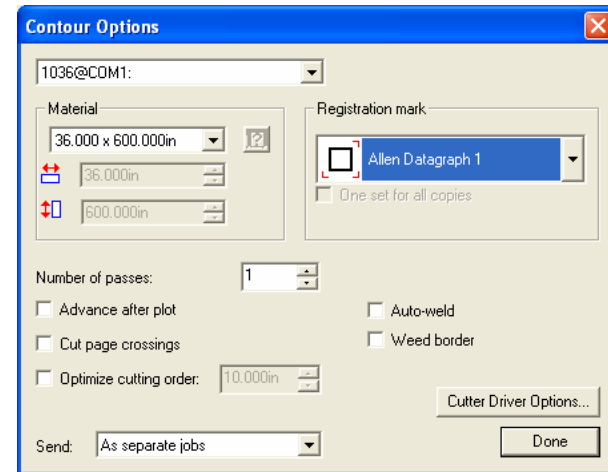 Contour Options
1036@COM1:
Material
36.000 x 600.000in
36.000in
600.000in
Registration mark
Allen Datagraph 1
One set for all copies
Number of passes: 1
Advance after plot
Cut page crossings
Optimize cutting order: 10.000in
Auto-weld
Weed border
Cutter Driver Options...
Send: As separate jobs
Done